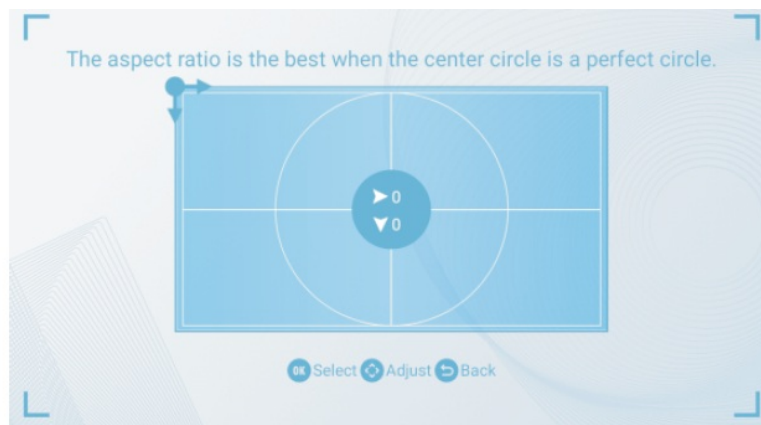 The aspect ratio is the best when the center circle is a perfect circle.
0
0
OK Select Adjust Back